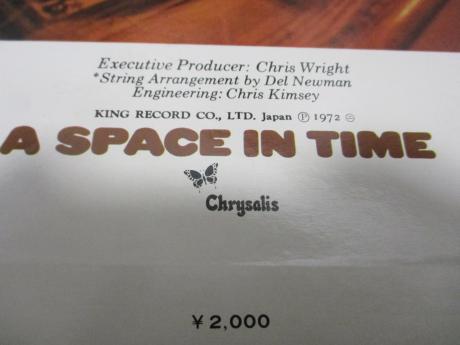 Executive Producer: Chris Wright
*String Arrangement by Del Newman
Engineering: Chris Kimsey
KING RECORD CO., LTD. Japan Ⓟ 1972 ㊁
A SPACE IN TIME
Chrysalis
¥ 2,000